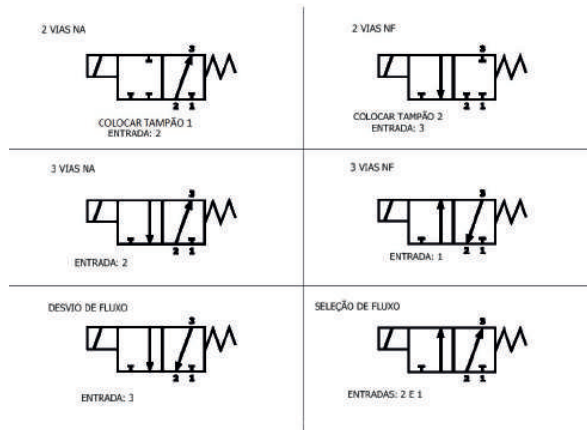 2 VIAS NA
3
2 1
COLOCAR TAMPÃO 1
ENTRADA: 2
2 VIAS NF
3
2 1
COLOCAR TAMPÃO 2
ENTRADA: 3
3 VIAS NA
3
2 1
ENTRADA: 2
3 VIAS NF
3
2 1
ENTRADA: 1
DESVIO DE FLUXO
3
2 1
ENTRADA: 3
SELEÇÃO DE FLUXO
3
2 1
ENTRADAS: 2 E 1